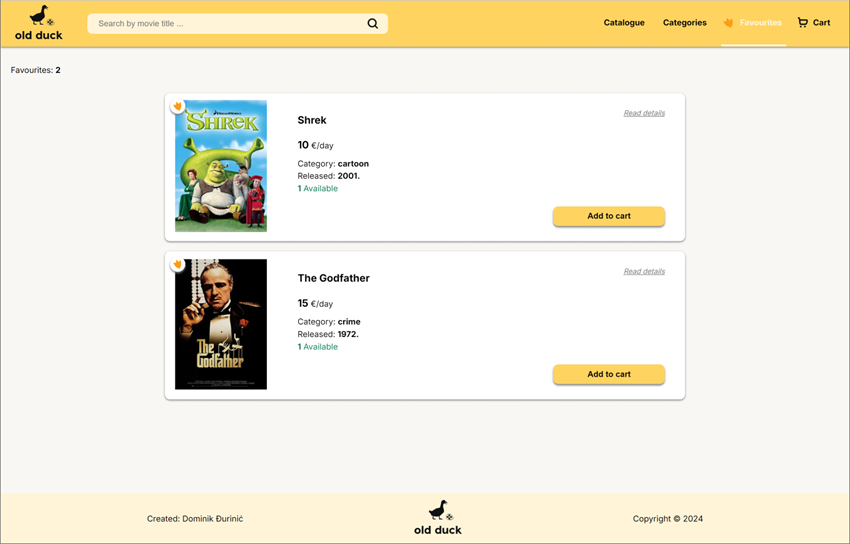 old duck
Search by movie title ...
Catalogue
Categories
Favourites
Cart
Favourites: 2
DREAMWORKS
SHREK
Shrek
Read details
10 €/day
Category: cartoon
Released: 2001.
1 Available
Add to cart
The
Godfather
The Godfather
Read details
15 €/day
Category: crime
Released: 1972.
1 Available
Add to cart
Created: Dominik Đurinić
old duck
Copyright © 2024